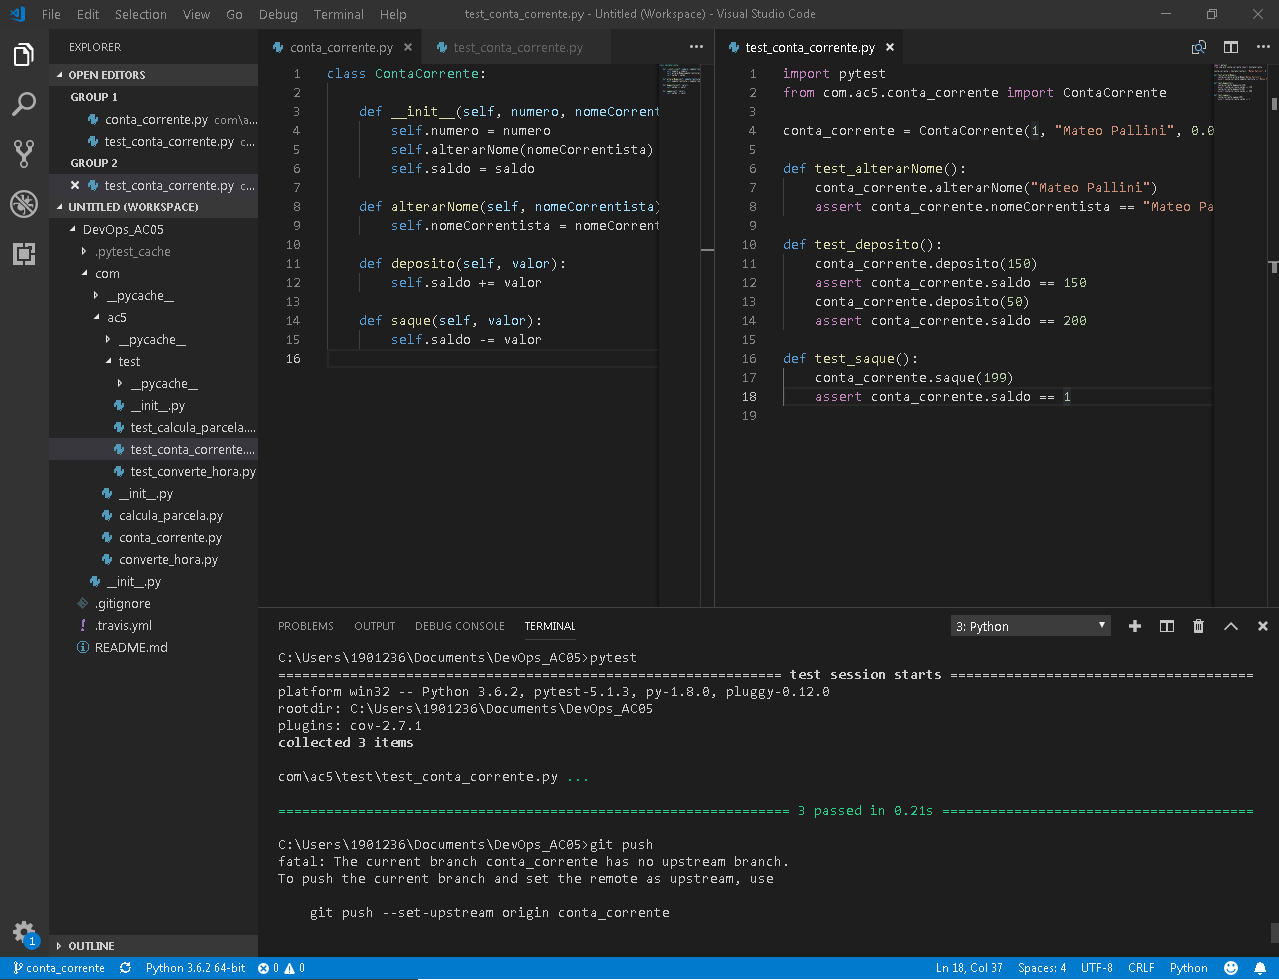 File Edit Selection View Go Debug Terminal Help test_conta_corrente.py - Untitled (Workspace) - Visual Studio Code
EXPLORER
OPEN EDITORS
GROUP 1
conta_corrente.py com\a...
test_conta_corrente.py c...
GROUP 2
test_conta_corrente.py c...
UNTITLED (WORKSPACE)
DevOps_AC05
.pytest_cache
com
__pycache__
ac5
__pycache__
test
__pycache__
__init__.py
test_calcula_parcela....
test_conta_corrente....
test_converte_hora.py
__init__.py
calcula_parcela.py
conta_corrente.py
converte_hora.py
__init__.py
.gitignore
! .travis.yml
README.md
OUTLINE
1
conta_corrente.py test_conta_corrente.py
1 class ContaCorrente:
2
3 def __init__(self, numero, nomeCorrent
4 self.numero = numero
5 self.alterarNome(nomeCorrentista)
6 self.saldo = saldo
7
8 def alterarNome(self, nomeCorrentista)
9 self.nomeCorrentista = nomeCorrent
10
11 def deposito(self, valor):
12 self.saldo += valor
13
14 def saque(self, valor):
15 self.saldo -= valor
16
test_conta_corrente.py
1 import pytest
2 from com.ac5.conta_corrente import ContaCorrente
3
4 conta_corrente = ContaCorrente(1, "Mateo Pallini", 0.0
5
6 def test_alterarNome():
7 conta_corrente.alterarNome("Mateo Pallini")
8 assert conta_corrente.nomeCorrentista == "Mateo Pa
9
10 def test_deposito():
11 conta_corrente.deposito(150)
12 assert conta_corrente.saldo == 150
13 conta_corrente.deposito(50)
14 assert conta_corrente.saldo == 200
15
16 def test_saque():
17 conta_corrente.saque(199)
18 assert conta_corrente.saldo == 1
19
PROBLEMS OUTPUT DEBUG CONSOLE TERMINAL 3: Python
C:\Users\1901236\Documents\DevOps_AC05>pytest
=============================================================== test session starts ======================================
platform win32 -- Python 3.6.2, pytest-5.1.3, py-1.8.0, pluggy-0.12.0
rootdir: C:\Users\1901236\Documents\DevOps_AC05
plugins: cov-2.7.1
collected 3 items
com\ac5\test\test_conta_corrente.py ...
================================================================ 3 passed in 0.21s =======================================
C:\Users\1901236\Documents\DevOps_AC05>git push
fatal: The current branch conta_corrente has no upstream branch.
To push the current branch and set the remote as upstream, use
git push --set-upstream origin conta_corrente
conta_corrente Python 3.6.2 64-bit 0 0 Ln 18, Col 37 Spaces: 4 UTF-8 CRLF Python